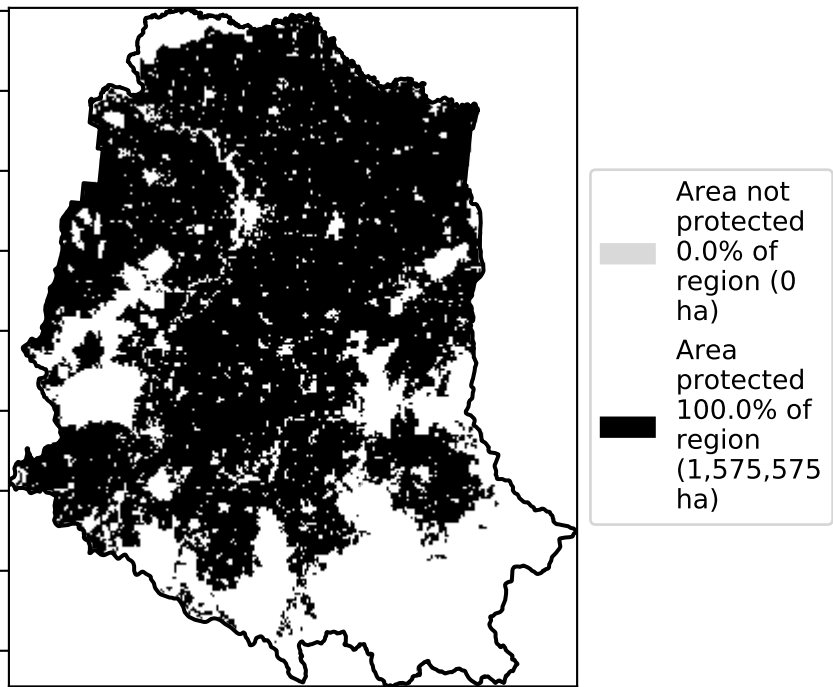 Area not
protected
0.0% of
region (0
ha)
Area
protected
100.0% of
region
(1,575,575
ha)